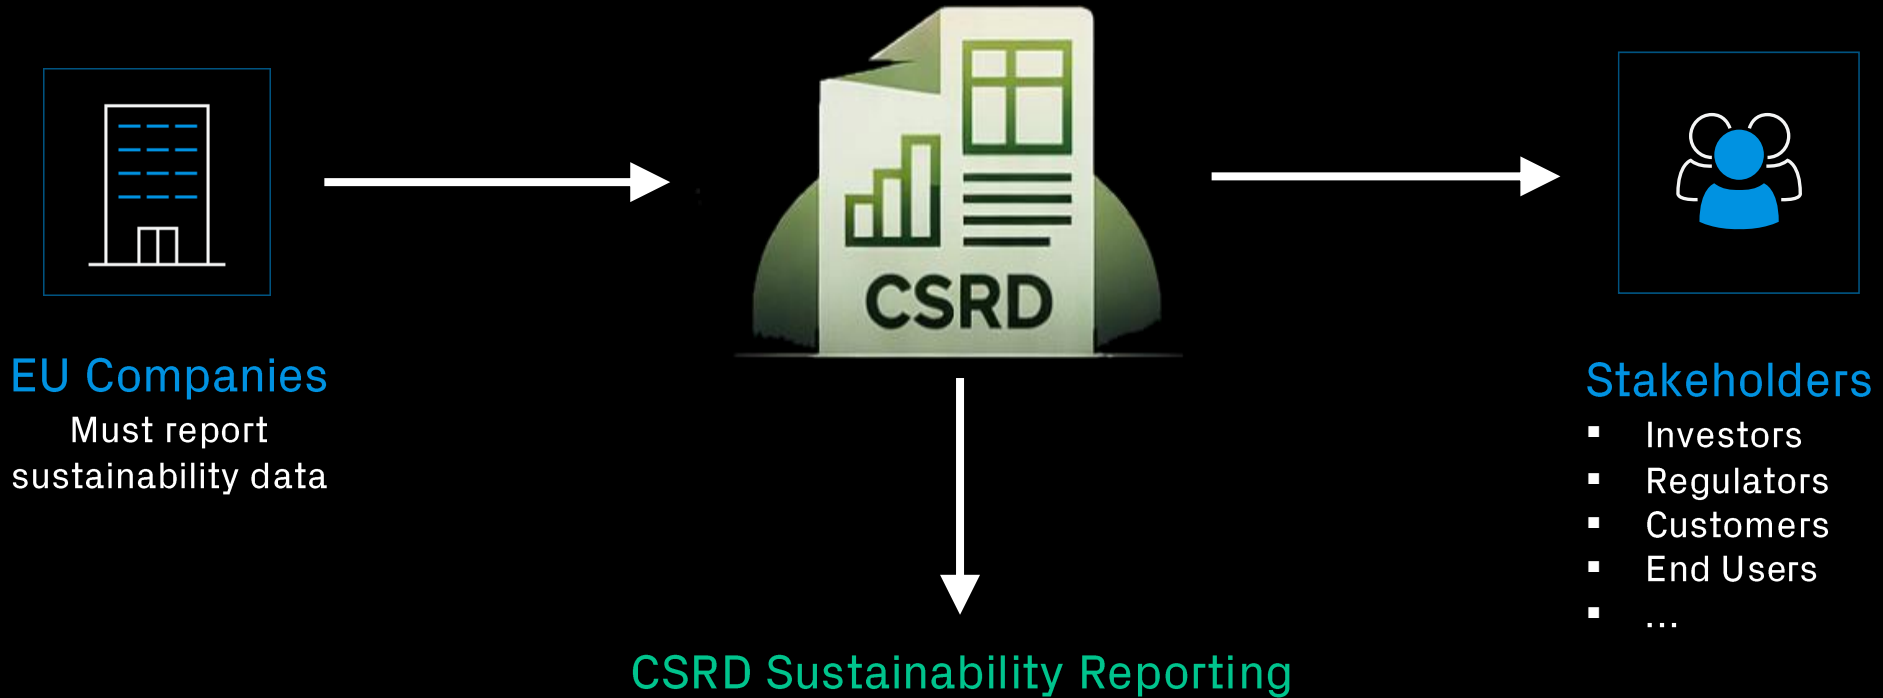 CSRD
EU Companies
Must report
sustainability data
Stakeholders
▪ Investors
▪ Regulators
▪ Customers
▪ End Users
▪ ...
CSRD Sustainability Reporting